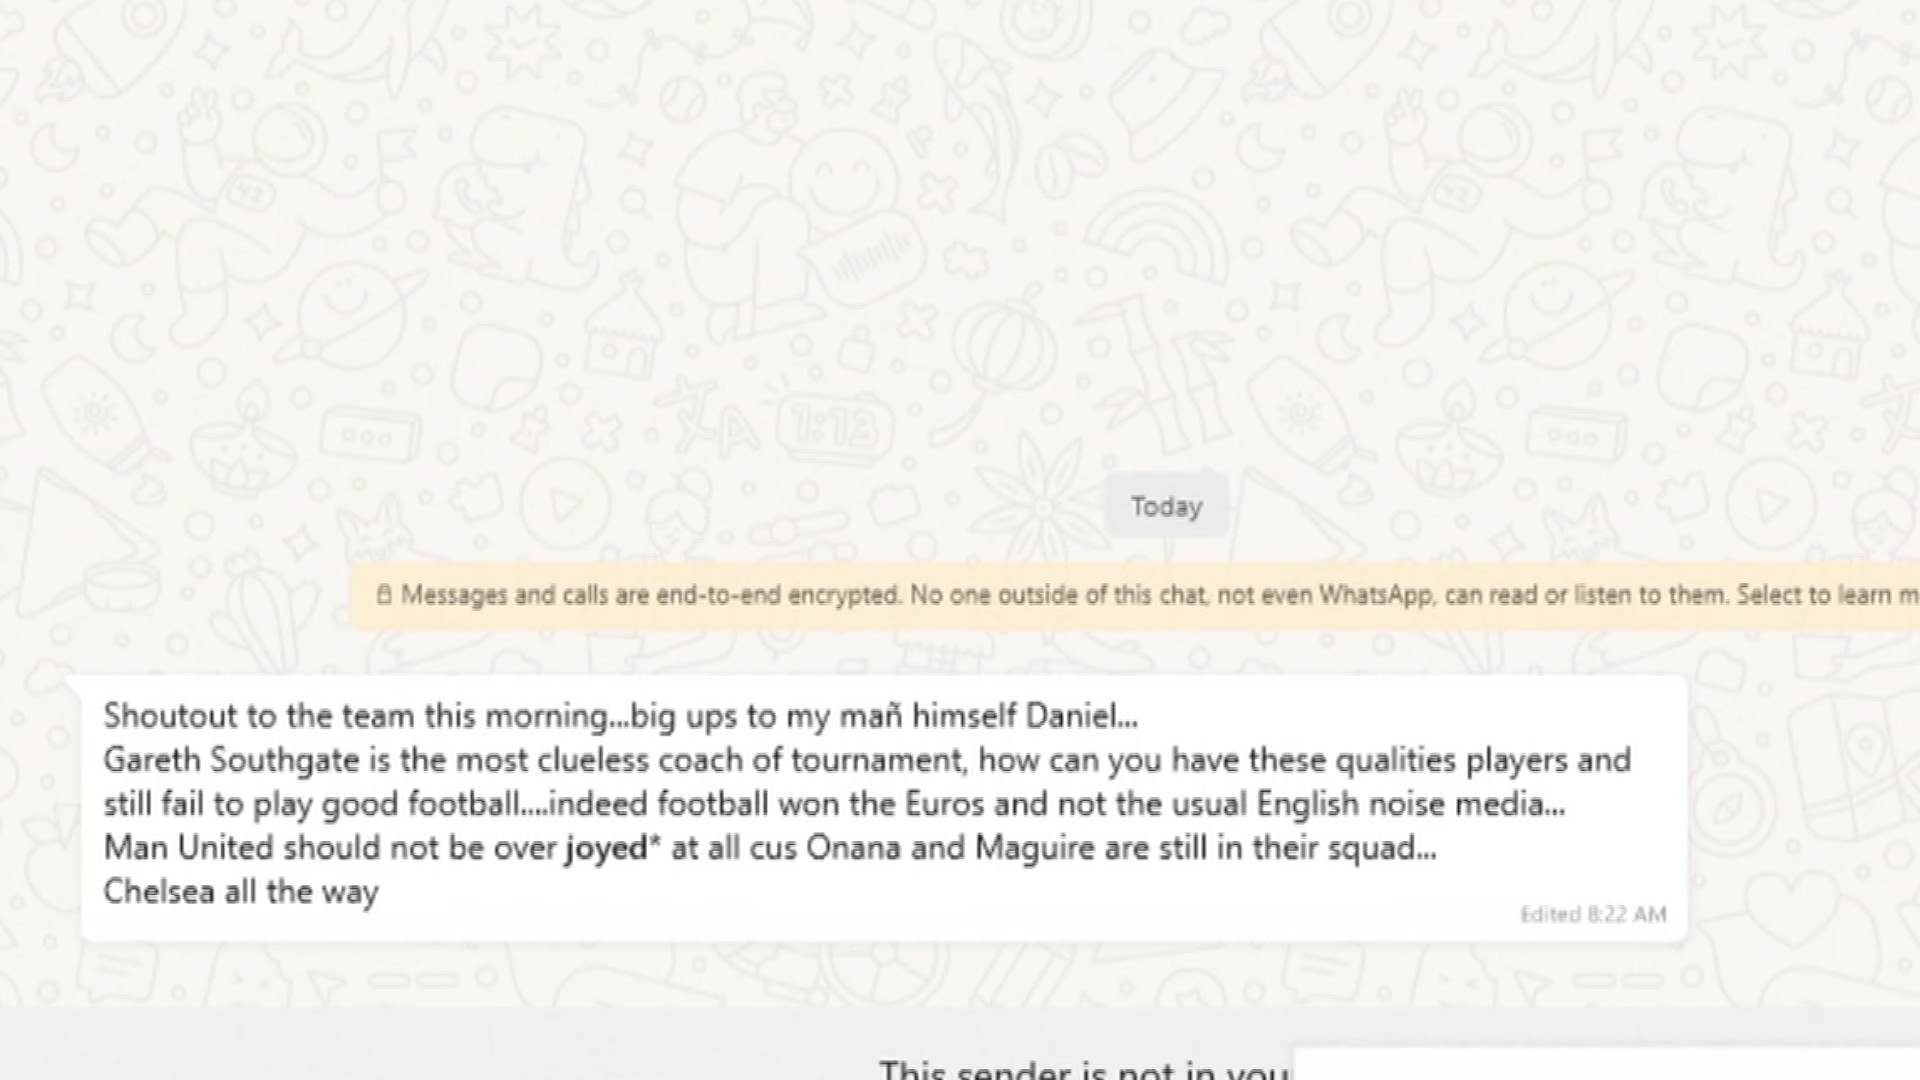 Today
Messages and calls are end-to-end encrypted. No one outside of this chat, not even WhatsApp, can read or listen to them. Select to learn m
Shoutout to the team this morning...big ups to my mañ himself Daniel...
Gareth Southgate is the most clueless coach of tournament, how can you have these qualities players and
still fail to play good football....indeed football won the Euros and not the usual English noise media...
Man United should not be over joyed* at all cus Onana and Maguire are still in their squad...
Chelsea all the way
Edited 8:22 AM
This sender is not in you